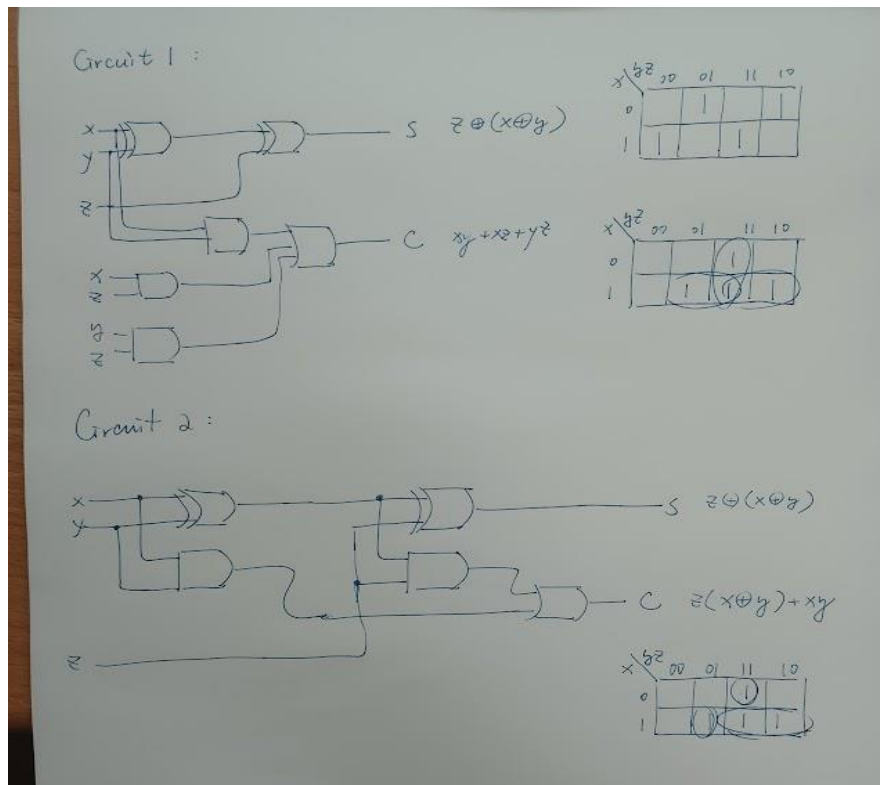 Circuit 1 :
x\yz 00 01 11 10
0 1 1
1 1 1
x
y
z
S z⊕(x⊕y)
C xy+xz+yz
x
z
y
z
x\yz 00 01 11 10
0 1
1 1 1 1
Circuit 2 :
x
y
z
S z⊕(x⊕y)
C z(x⊕y)+xy
x\yz 00 01 11 10
0 1
1 1 1 1